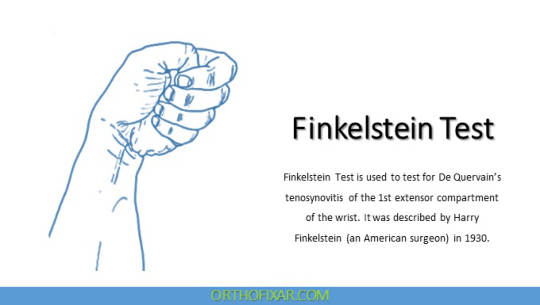 Finkelstein Test
Finkelstein Test is used to test for De Quervain's
tenosynovitis of the 1st extensor compartment
of the wrist. It was described by Harry
Finkelstein (an American surgeon) in 1930.
ORTHOFIXAR.COM